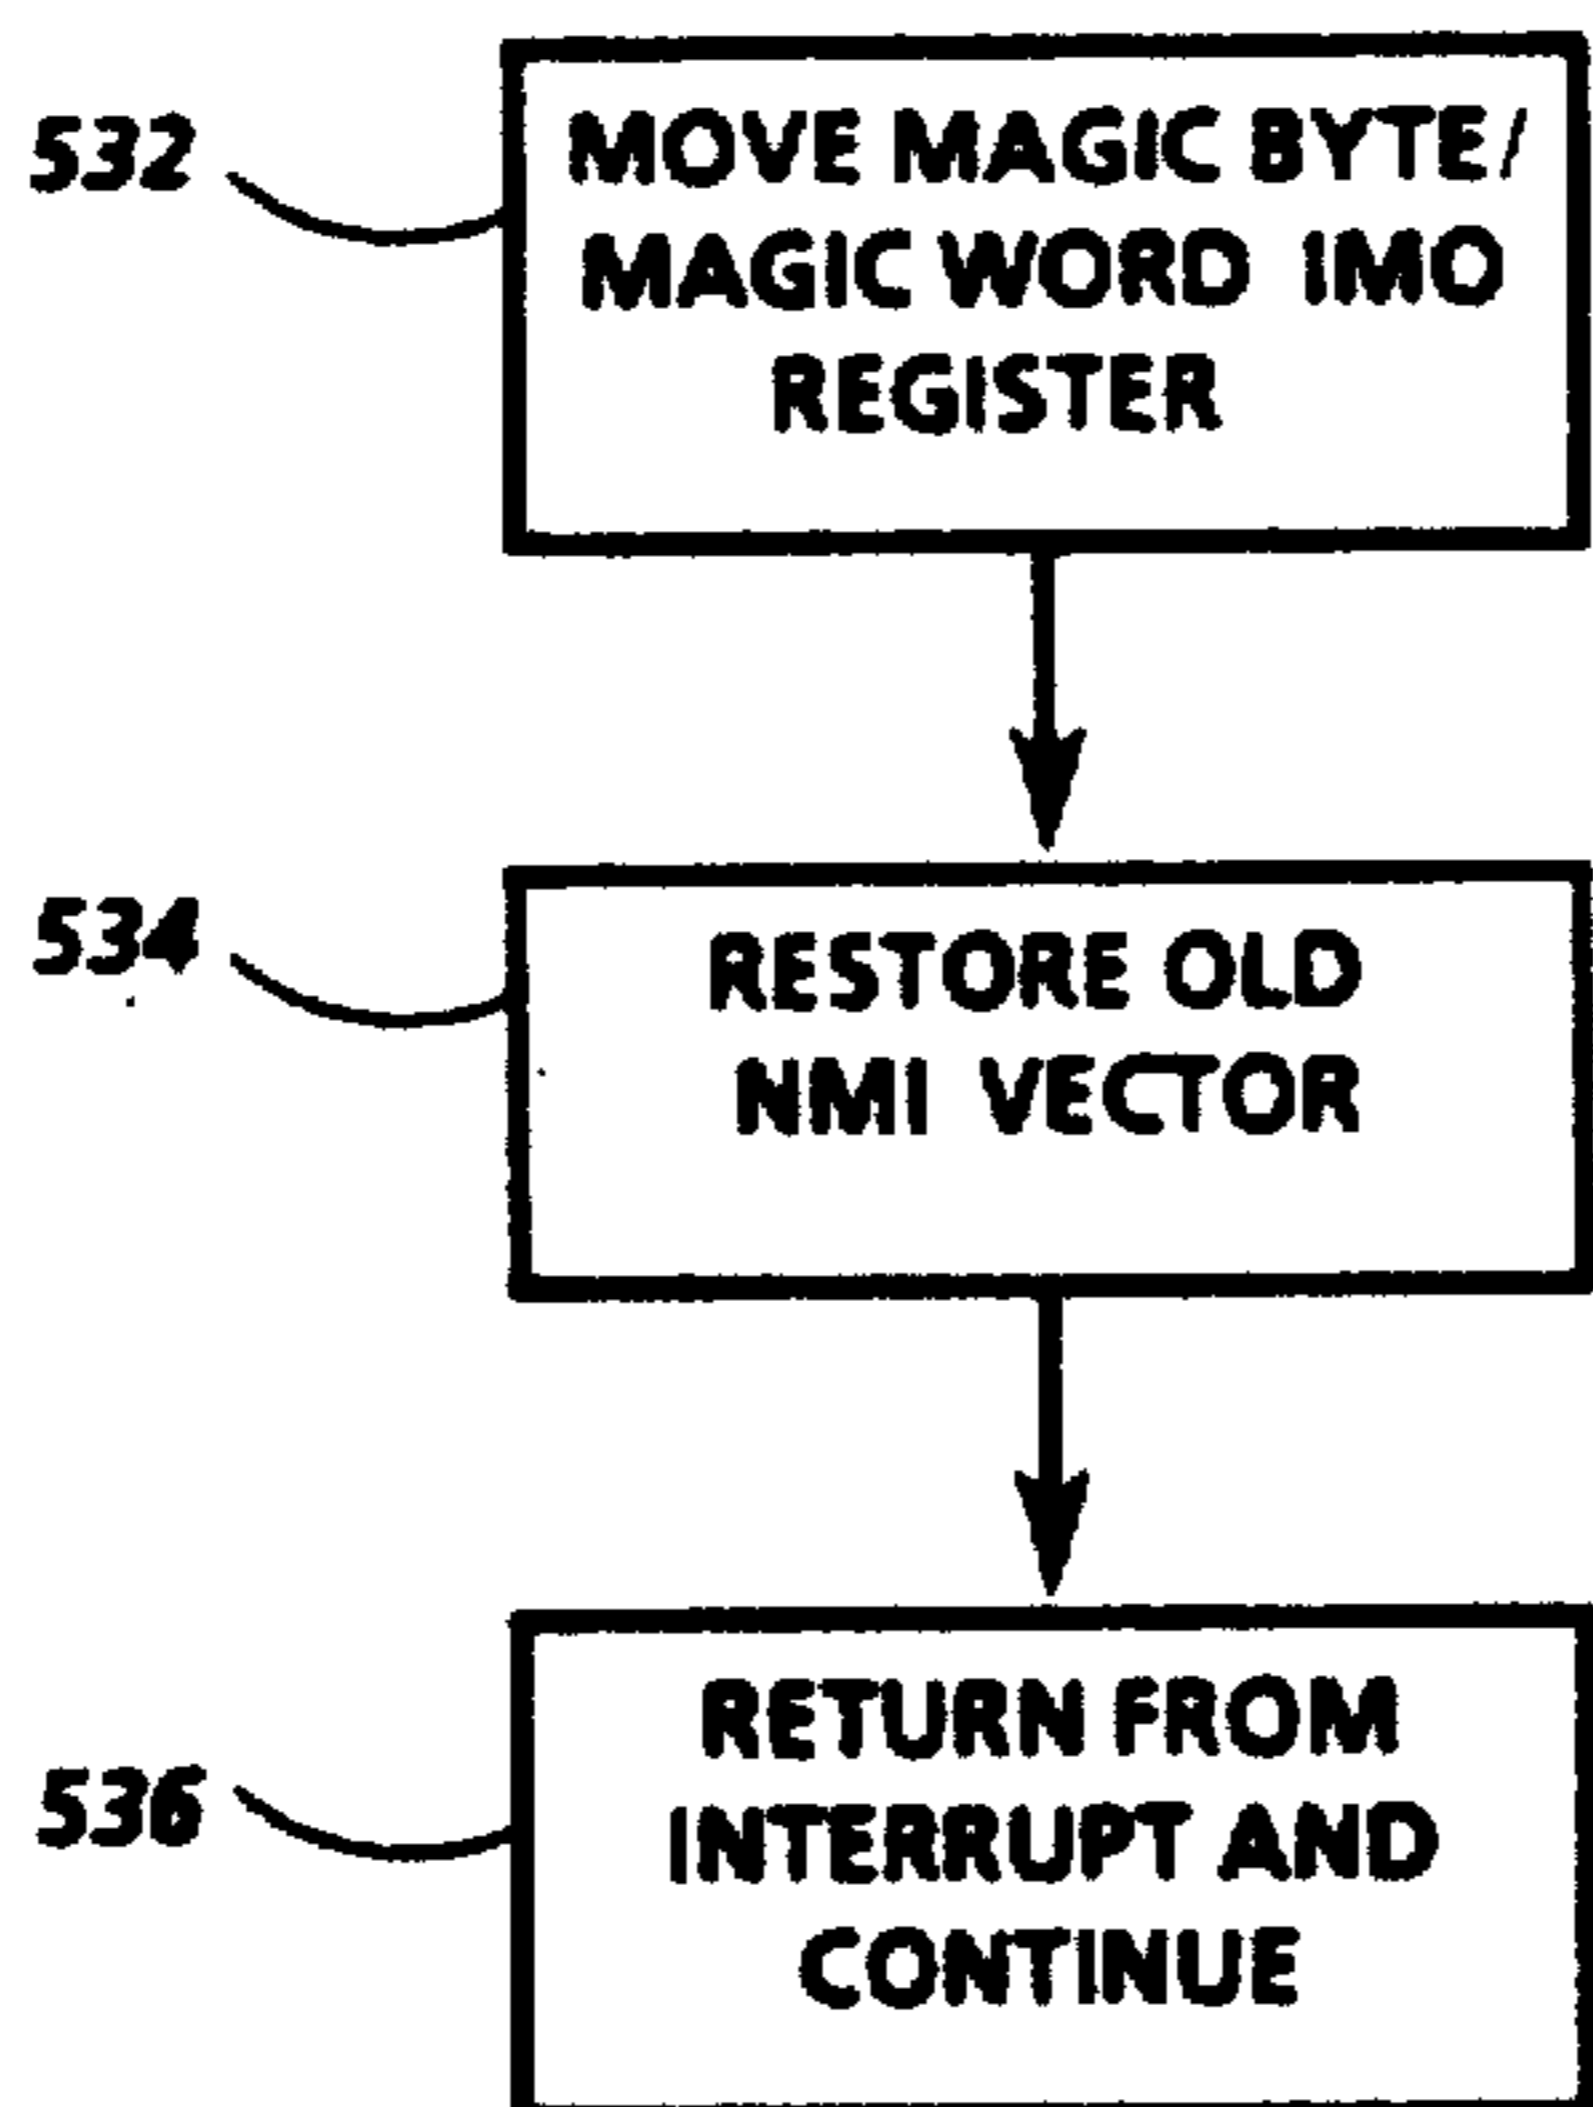 532
MOVE MAGIC BYTE/
MAGIC WORD IMO
REGISTER
534
RESTORE OLD
NMI VECTOR
536
RETURN FROM
INTERRUPT AND
CONTINUE